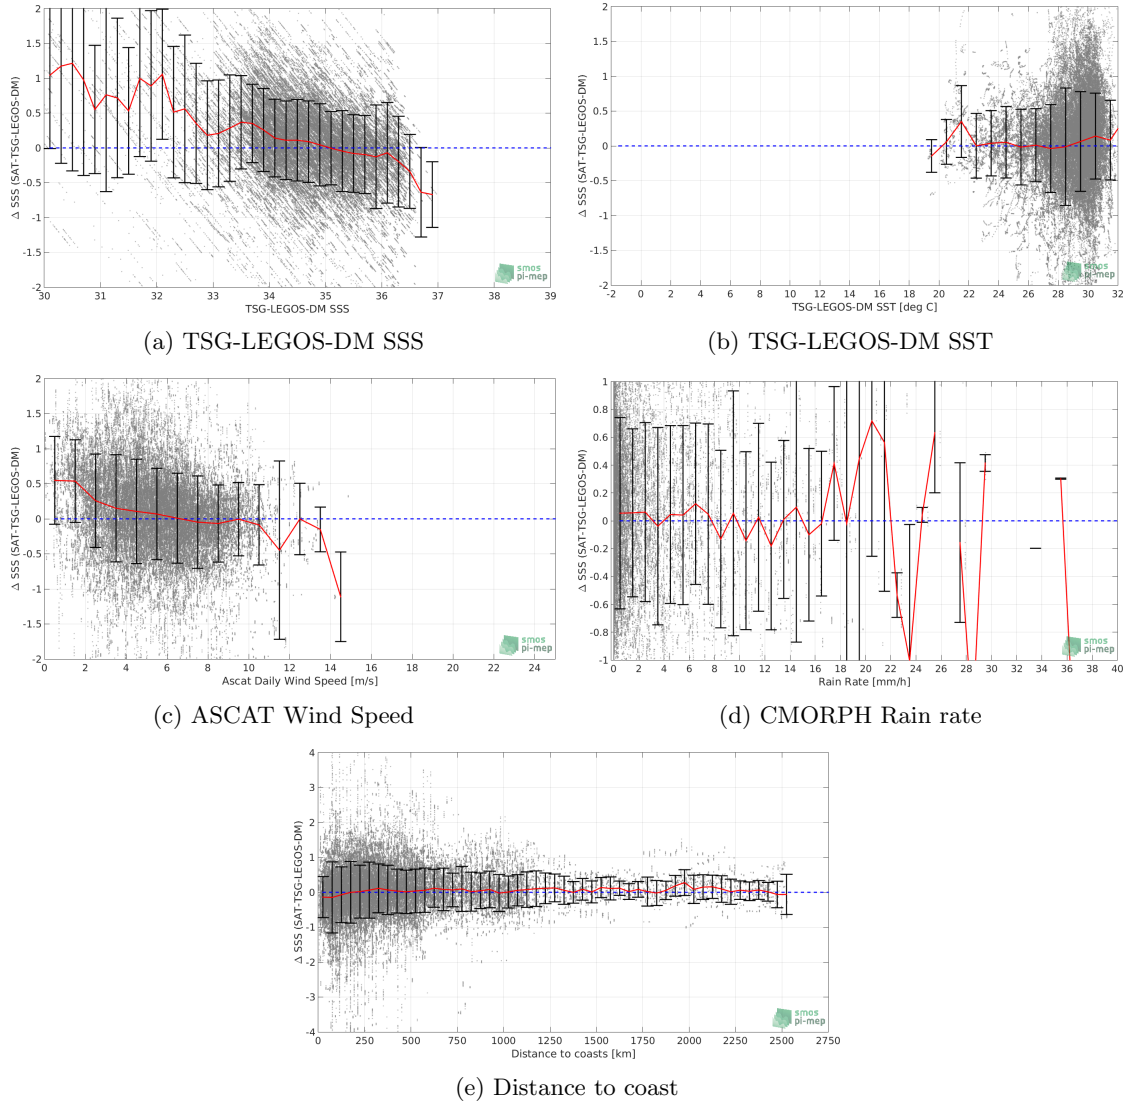 Δ SSS (SAT-TSG-LEGOS-DM)
2
1.5
1
0.5
0
-0.5
-1
-1.5
-2
30 31 32 33 34 35 36 37 38 39
TSG-LEGOS-DM SSS
smos
pi-mep
(a) TSG-LEGOS-DM SSS
Δ SSS (SAT-TSG-LEGOS-DM)
2
1.5
1
0.5
0
-0.5
-1
-1.5
-2
-2 0 2 4 6 8 10 12 14 16 18 20 22 24 26 28 30 32
TSG-LEGOS-DM SST [deg C]
smos
pi-mep
(b) TSG-LEGOS-DM SST
Δ SSS (SAT-TSG-LEGOS-DM)
2
1.5
1
0.5
0
-0.5
-1
-1.5
-2
0 2 4 6 8 10 12 14 16 18 20 22 24
Ascat Daily Wind Speed [m/s]
smos
pi-mep
(c) ASCAT Wind Speed
Δ SSS (SAT-TSG-LEGOS-DM)
1
0.8
0.6
0.4
0.2
0
-0.2
-0.4
-0.6
-0.8
-1
0 2 4 6 8 10 12 14 16 18 20 22 24 26 28 30 32 34 36 38 40
Rain Rate [mm/h]
smos
pi-mep
(d) CMORPH Rain rate
Δ SSS (SAT-TSG-LEGOS-DM)
4
3
2
1
0
-1
-2
-3
-4
0 250 500 750 1000 1250 1500 1750 2000 2250 2500 2750
Distance to coasts [km]
smos
pi-mep
(e) Distance to coast